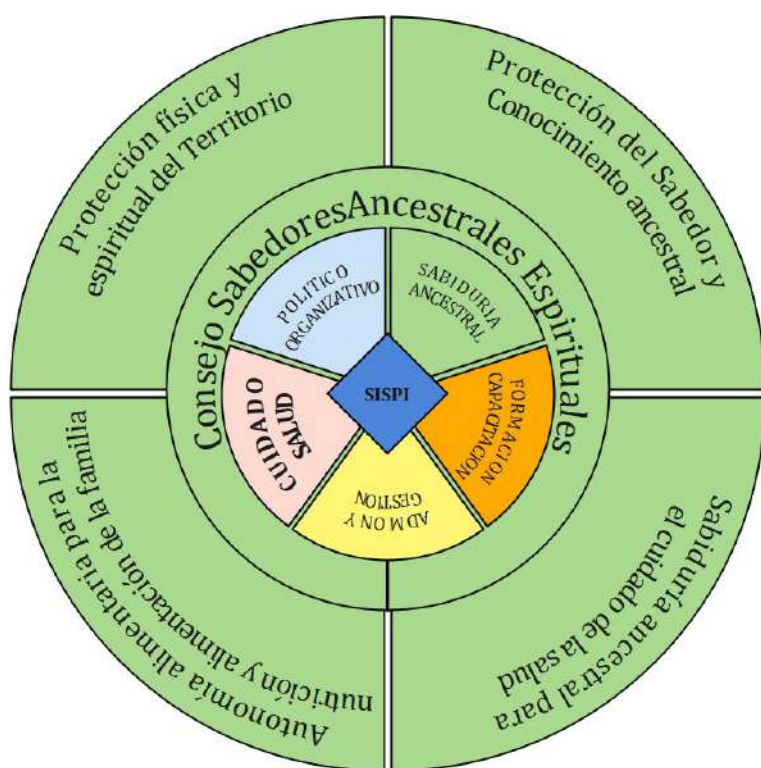 Protección física y
espiritual del Territorio
Protección del Sabedor y
Conocimiento ancestral
Consejo Sabedores Ancestrales Espirituales
POLITICO
ORGANIZATIVO
SABIDURIA
ANCESTRAL
CUIDADO
SALUD
SISPI
FORMACION
CAPACITACION
ADMON Y
GESTION
Autonomía alimentaria para la
nutrición y alimentación de la familia
Sabiduría ancestral para
el cuidado de la salud